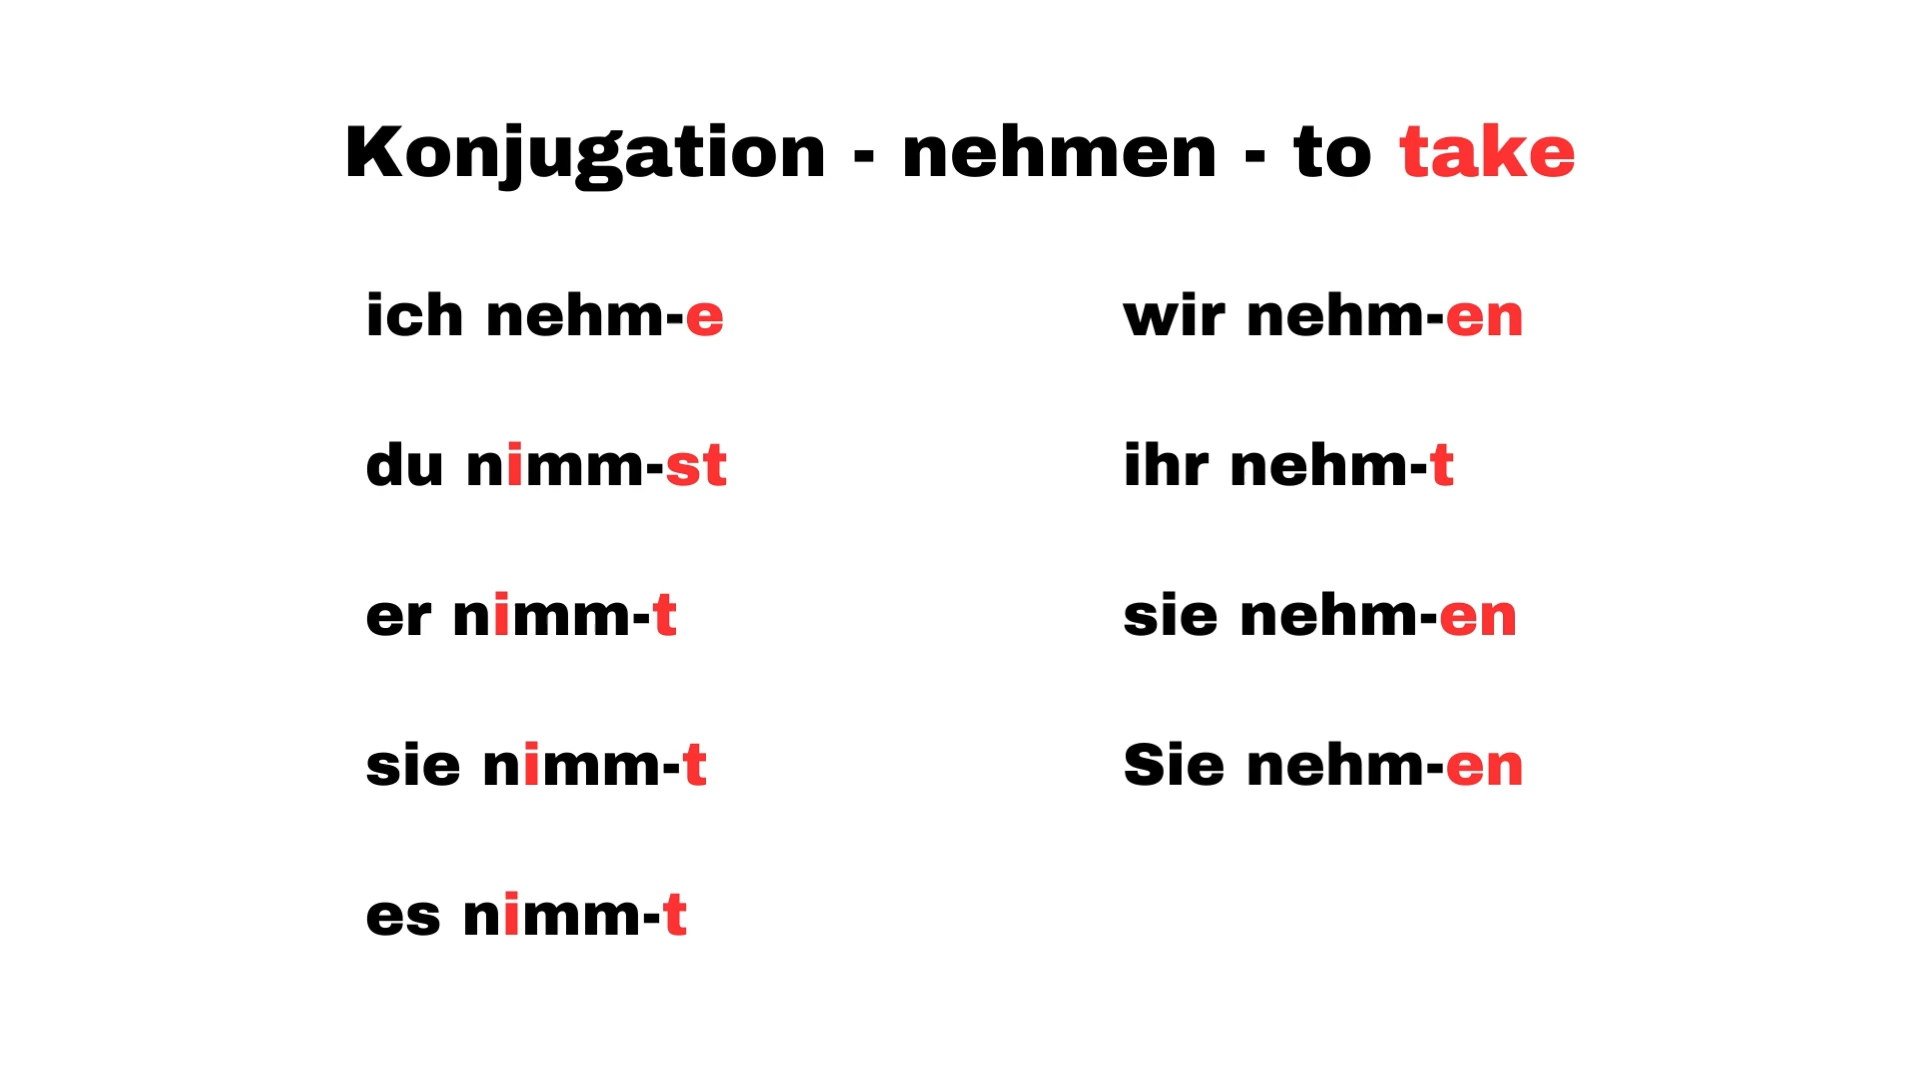 Konjugation - nehmen - to take
ich nehm-e
du nimm-st
er nimm-t
sie nimm-t
es nimm-t
wir nehm-en
ihr nehm-t
sie nehm-en
Sie nehm-en